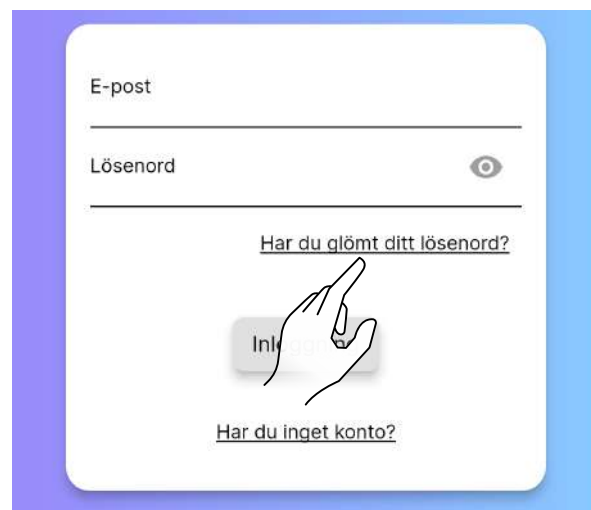 E-post
Lösenord
Har du glömt ditt lösenord?
Har du inget konto?